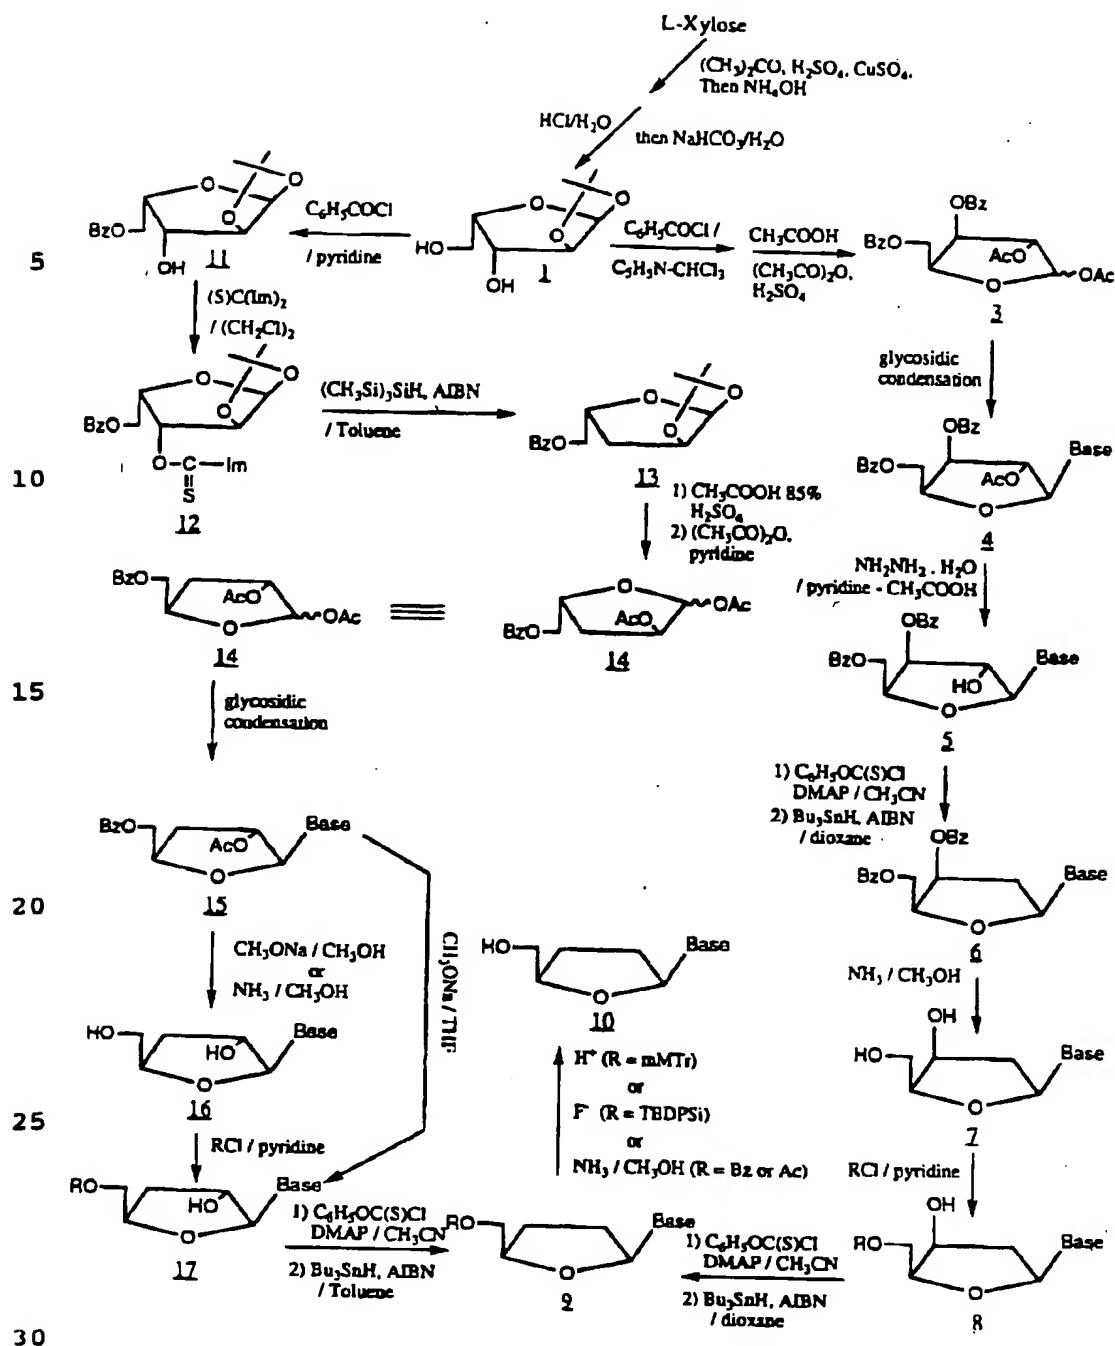 L-Xylose
(CH3)2CO, H2SO4, CuSO4,
Then NH4OH
HCl/H2O
then NaHCO3/H2O
BzO
O
O
O
OH
11
C6H5COCl
/ pyridine
HO
O
O
O
OH
1
C6H5COCl /
C5H5N-CHCl3
CH3COOH
(CH3CO)2O,
H2SO4
OBz
BzO
AcO
O
OAc
3
5
(S)C(Im)2
/ (CH2Cl)2
glycosidic
condensation
BzO
O
O
O
O-C-Im
S
12
(CH3Si)3SiH, AIBN
/ Toluene
BzO
O
O
O
13
OBz
BzO
AcO
O
Base
4
10
1) CH3COOH 85%
H2SO4
2) (CH3CO)2O,
pyridine
NH2NH2 . H2O
/ pyridine - CH3COOH
BzO
AcO
O
OAc
14
O
BzO
AcO
OAc
14
OBz
BzO
HO
O
Base
5
15
glycosidic
condensation
1) C6H5OC(S)Cl
DMAP / CH3CN
2) Bu3SnH, AIBN
/ dioxane
BzO
AcO
O
Base
15
OBz
BzO
O
Base
6
20
CH3ONa / CH3OH
or
NH3 / CH3OH
CH3ONa / THF
HO
O
Base
10
NH3 / CH3OH
HO
HO
O
Base
16
H+ (R = mMTr)
or
F- (R = TBDPSi)
or
NH3 / CH3OH (R = Bz or Ac)
OH
HO
O
Base
7
25
RCl / pyridine
RCl / pyridine
RO
HO
O
Base
17
1) C6H5OC(S)Cl
DMAP / CH3CN
2) Bu3SnH, AIBN
/ Toluene
RO
O
Base
9
1) C6H5OC(S)Cl
DMAP / CH3CN
2) Bu3SnH, AIBN
/ dioxane
OH
RO
O
Base
8
30